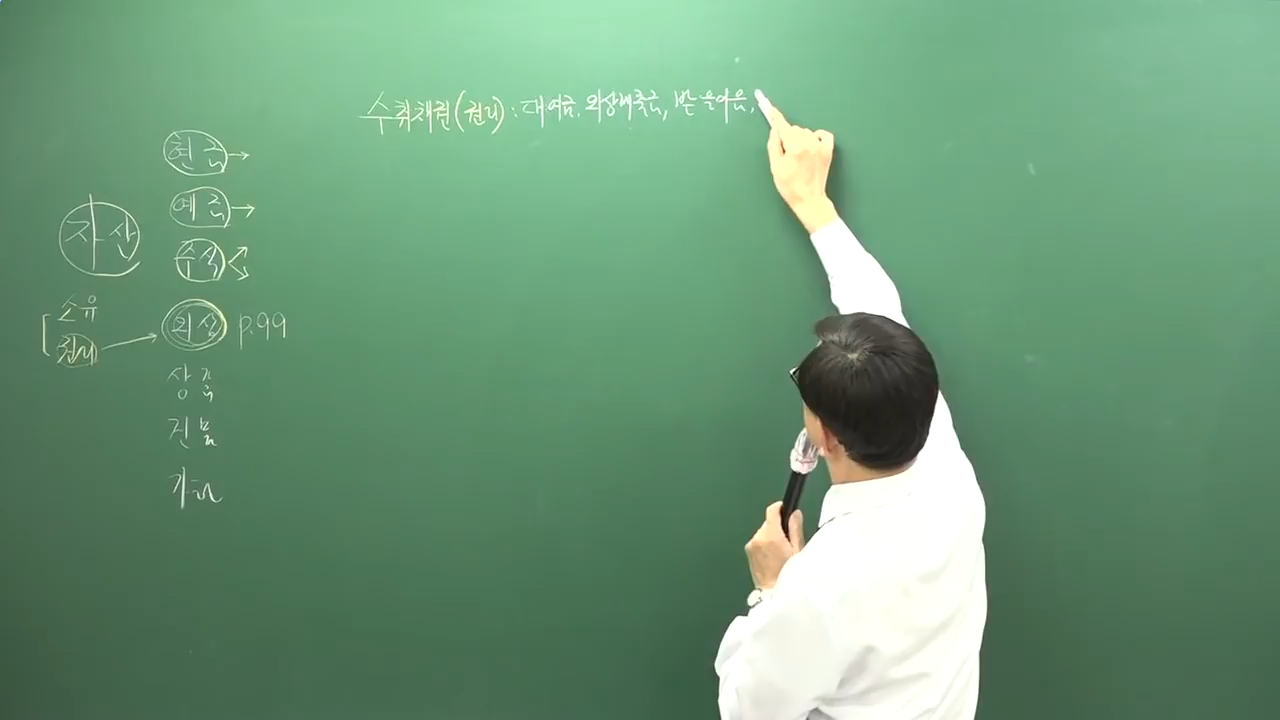 수취채권(권리) : 대여금, 외상매출금, 받을어음,
현금→
예금→
자산
주식
소유
권리
외상 p.99
상품
건물
기타